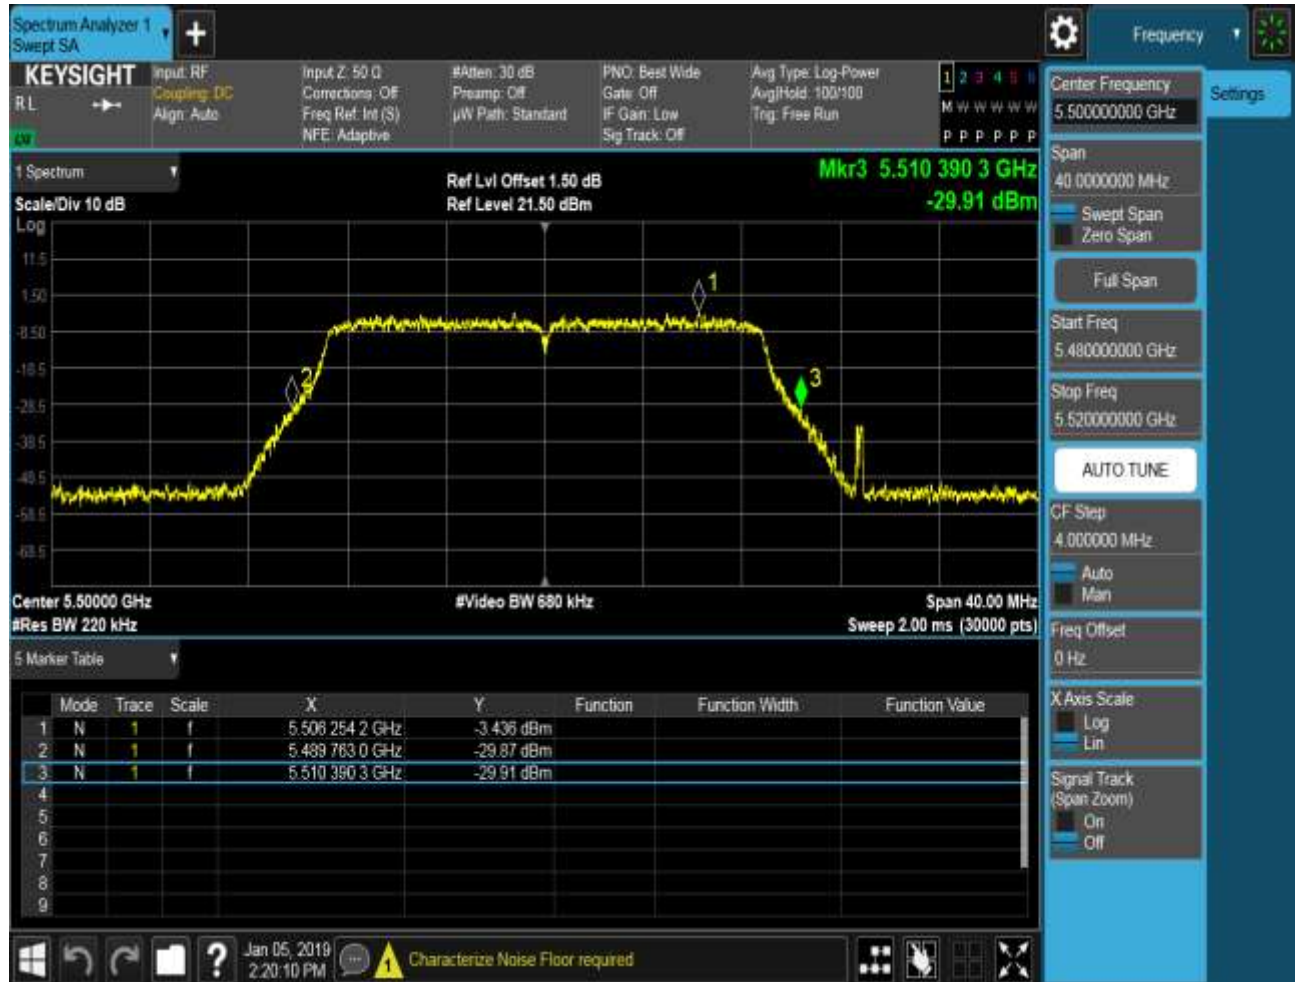 Spectrum Analyzer 1
Swept SA
Frequency
KEYSIGHT
R L
Input: RF
Coupling: DC
Align: Auto
Input Z: 50 Ω
Corrections: Off
Freq Ref: Int (S)
NFE: Adaptive
#Atten: 30 dB
Preamp: Off
µW Path: Standard
PNO: Best Wide
Gate: Off
IF Gain: Low
Sig Track: Off
Avg Type: Log-Power
Avg|Hold: 100/100
Trig: Free Run
1 2 3 4 5 6
M W W W W W
P P P P P P
1 Spectrum
Scale/Div 10 dB
Log
Ref Lvl Offset 1.50 dB
Ref Level 21.50 dBm
Mkr3 5.510 390 3 GHz
-29.91 dBm
11.5
1.50
-8.50
-18.5
-28.5
-38.5
-48.5
-58.5
-68.5
1
2
3
Center 5.50000 GHz
#Res BW 220 kHz
#Video BW 680 kHz
Span 40.00 MHz
Sweep 2.00 ms (30000 pts)
5 Marker Table
Mode Trace Scale X Y Function Function Width Function Value
1 N 1 f 5.506 254 2 GHz -3.436 dBm
2 N 1 f 5.489 763 0 GHz -29.87 dBm
3 N 1 f 5.510 390 3 GHz -29.91 dBm
4
5
6
7
8
9
Jan 05, 2019
2:20:10 PM
Characterize Noise Floor required
Center Frequency
5.500000000 GHz
Settings
Span
40.0000000 MHz
Swept Span
Zero Span
Full Span
Start Freq
5.480000000 GHz
Stop Freq
5.520000000 GHz
AUTO TUNE
CF Step
4.000000 MHz
Auto
Man
Freq Offset
0 Hz
X Axis Scale
Log
Lin
Signal Track
(Span Zoom)
On
Off